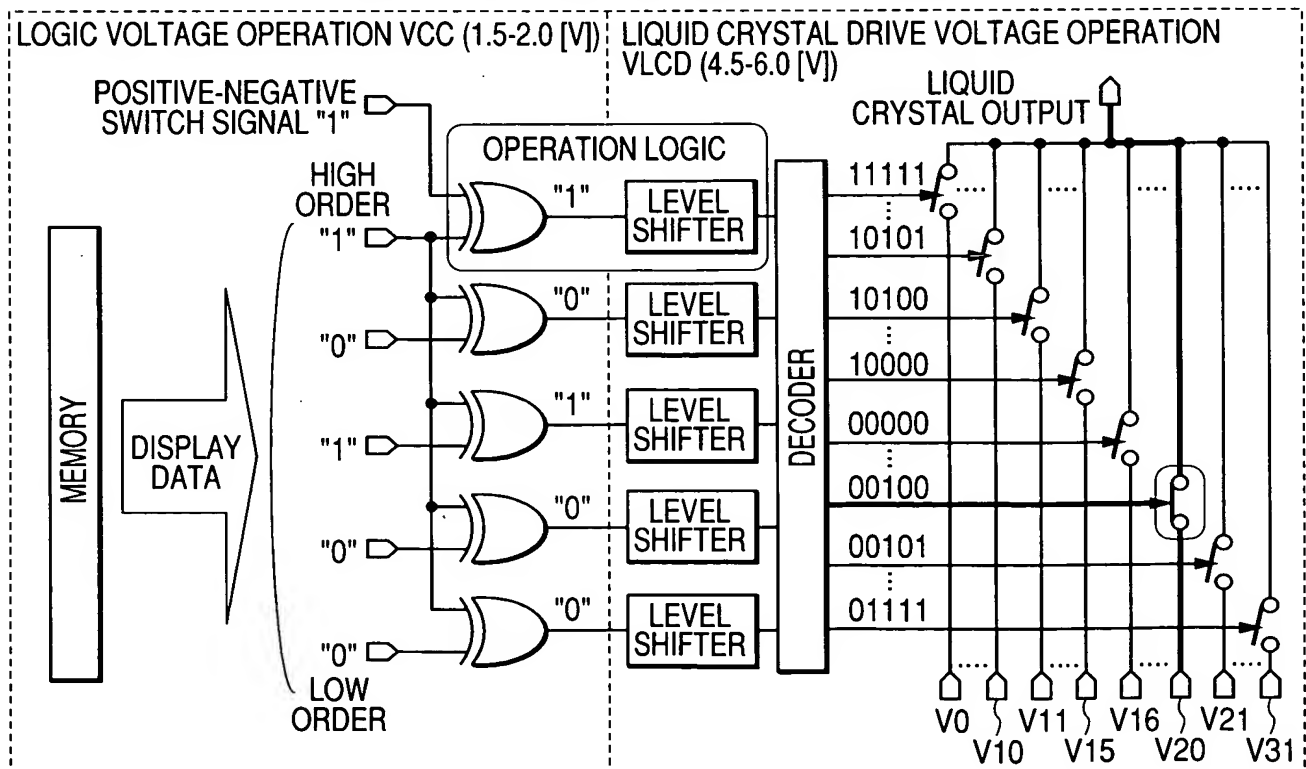 LOGIC VOLTAGE OPERATION VCC (1.5-2.0 [V])
LIQUID CRYSTAL DRIVE VOLTAGE OPERATION
VLCD (4.5-6.0 [V])
POSITIVE-NEGATIVE
SWITCH SIGNAL "1"
LIQUID
CRYSTAL OUTPUT
OPERATION LOGIC
HIGH
ORDER
"1"
"0"
"1"
"0"
"0"
LOW
ORDER
MEMORY
DISPLAY
DATA
"1"
LEVEL
SHIFTER
"0"
LEVEL
SHIFTER
"1"
LEVEL
SHIFTER
"0"
LEVEL
SHIFTER
"0"
LEVEL
SHIFTER
DECODER
11111
10101
10100
10000
00000
00100
00101
01111
V0
V10
V11
V15
V16
V20
V21
V31